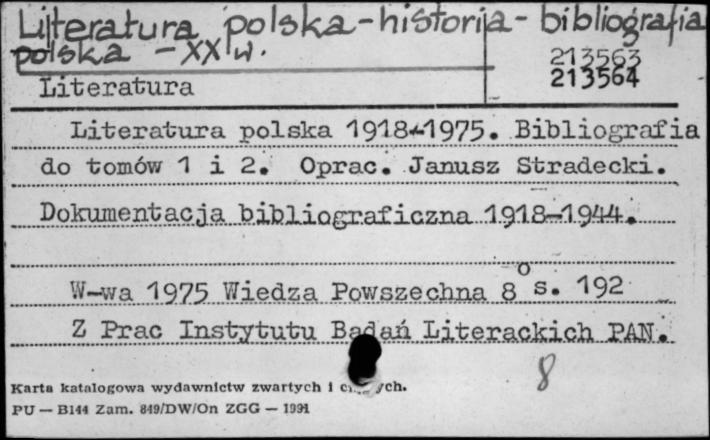 Literatura polska - historia - bibliografia
polska - XX w.
213563
213564
Literatura
Literatura polska 1918-1975. Bibliografia
do tomów 1 i 2. Oprac. Janusz Stradecki.
Dokumentacja bibliograficzna 1918-1944.
W-wa 1975 Wiedza Powszechna 8° s. 192
Z Prac Instytutu Badań Literackich PAN.
8
Karta katalogowa wydawnictw zwartych i
PU — B144 Zam. 849/DW/On ZGG — 1991